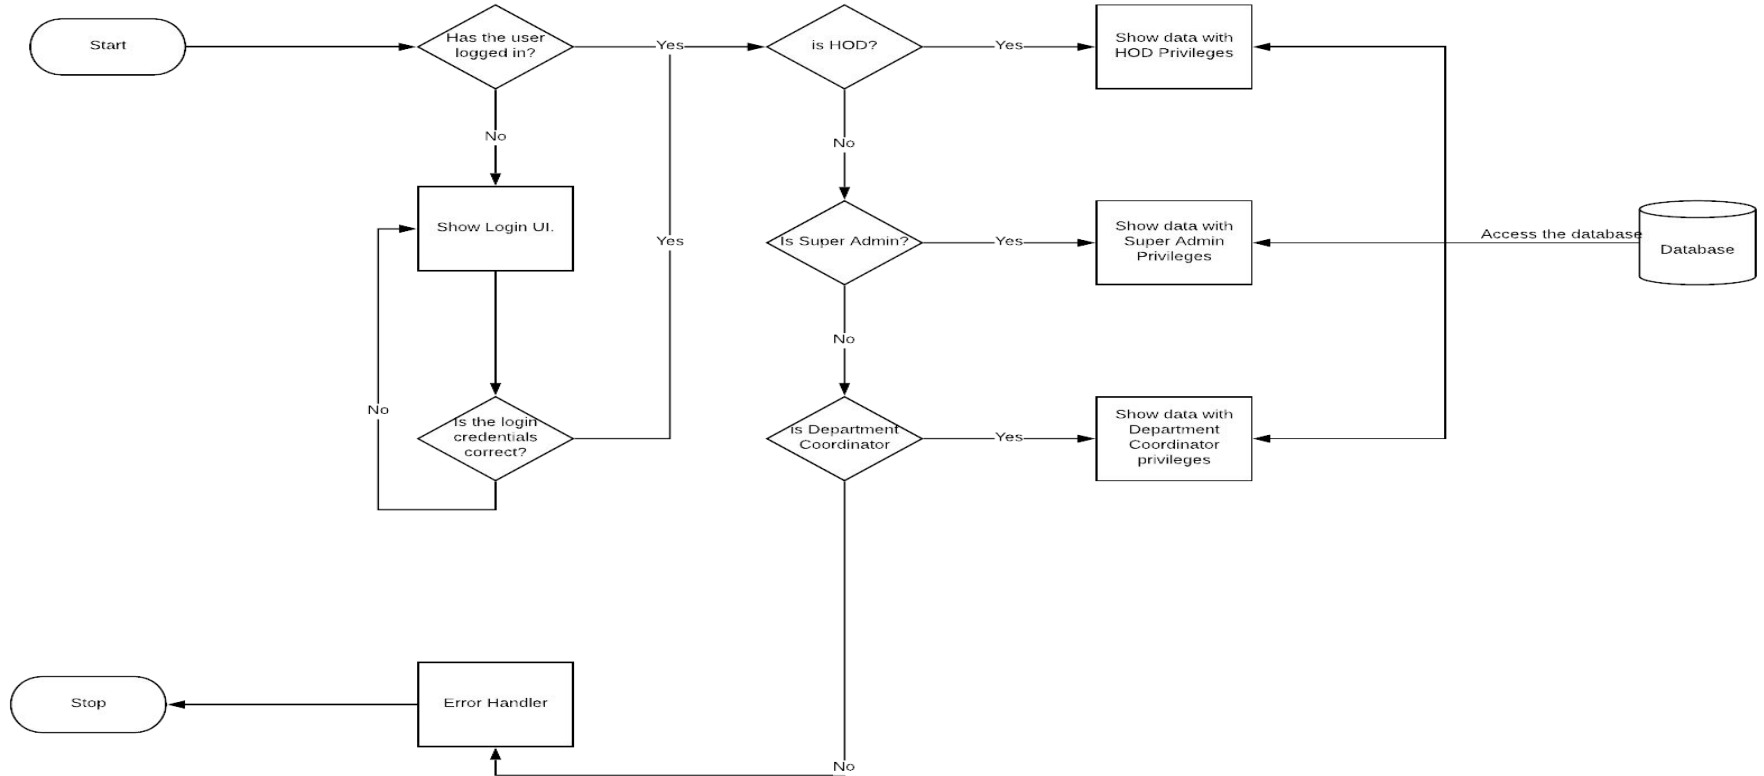 Start
Has the user
logged in?
Yes
is HOD?
Yes
Show data with
HOD Privileges
No
No
Show Login UI.
Yes
Is Super Admin?
Yes
Show data with
Super Admin
Privileges
Access the database
Database
No
No
Is the login
credentials
correct?
is Department
Coordinator
Yes
Show data with
Department
Coordinator
privileges
Stop
Error Handler
No